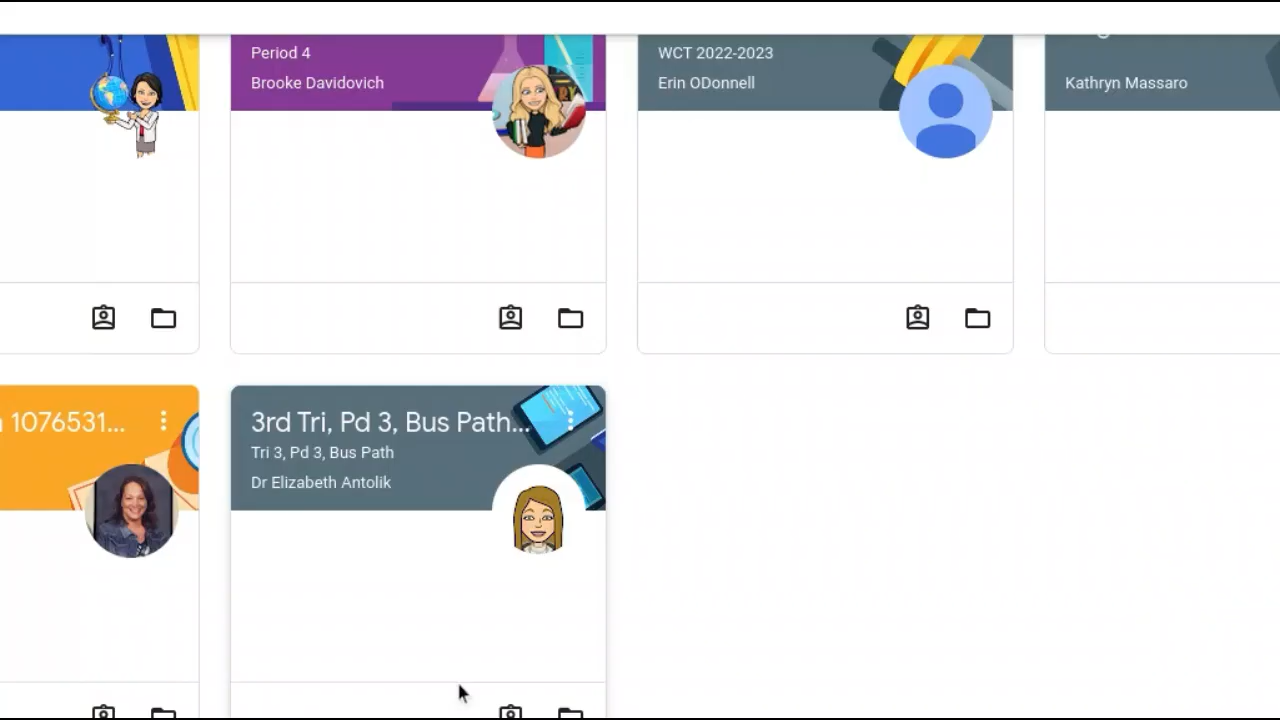 Period 4
Brooke Davidovich
WCT 2022-2023
Erin ODonnell
Kathryn Massaro
1076531...
3rd Tri, Pd 3, Bus Path...
Tri 3, Pd 3, Bus Path
Dr Elizabeth Antolik